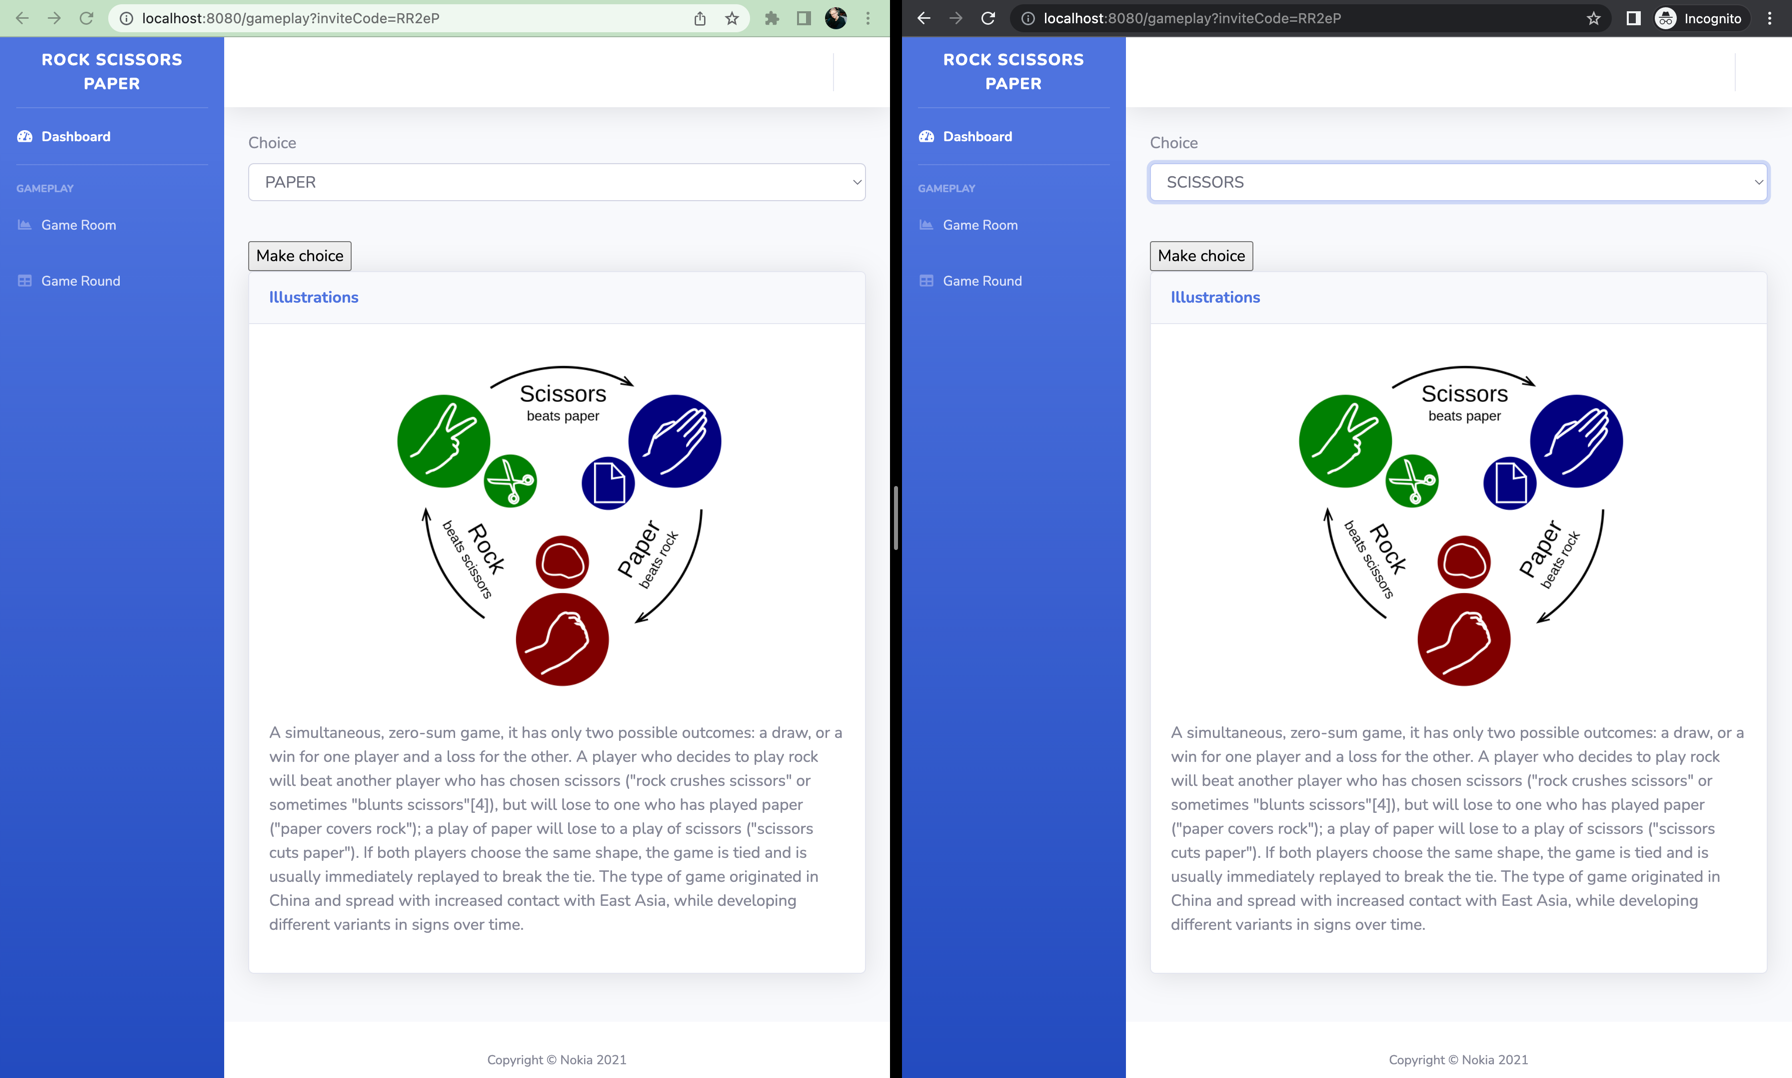 localhost:8080/gameplay?inviteCode=RR2eP
ROCK SCISSORS
PAPER
Dashboard
GAMEPLAY
Game Room
Game Round
Choice
PAPER
Make choice
Illustrations
Scissors
beats paper
Rock
beats scissors
Paper
beats rock
A simultaneous, zero-sum game, it has only two possible outcomes: a draw, or a
win for one player and a loss for the other. A player who decides to play rock
will beat another player who has chosen scissors ("rock crushes scissors" or
sometimes "blunts scissors"[4]), but will lose to one who has played paper
("paper covers rock"); a play of paper will lose to a play of scissors ("scissors
cuts paper"). If both players choose the same shape, the game is tied and is
usually immediately replayed to break the tie. The type of game originated in
China and spread with increased contact with East Asia, while developing
different variants in signs over time.
Copyright © Nokia 2021
localhost:8080/gameplay?inviteCode=RR2eP
Incognito
ROCK SCISSORS
PAPER
Dashboard
GAMEPLAY
Game Room
Game Round
Choice
SCISSORS
Make choice
Illustrations
Scissors
beats paper
Rock
beats scissors
Paper
beats rock
A simultaneous, zero-sum game, it has only two possible outcomes: a draw, or a
win for one player and a loss for the other. A player who decides to play rock
will beat another player who has chosen scissors ("rock crushes scissors" or
sometimes "blunts scissors"[4]), but will lose to one who has played paper
("paper covers rock"); a play of paper will lose to a play of scissors ("scissors
cuts paper"). If both players choose the same shape, the game is tied and is
usually immediately replayed to break the tie. The type of game originated in
China and spread with increased contact with East Asia, while developing
different variants in signs over time.
Copyright © Nokia 2021